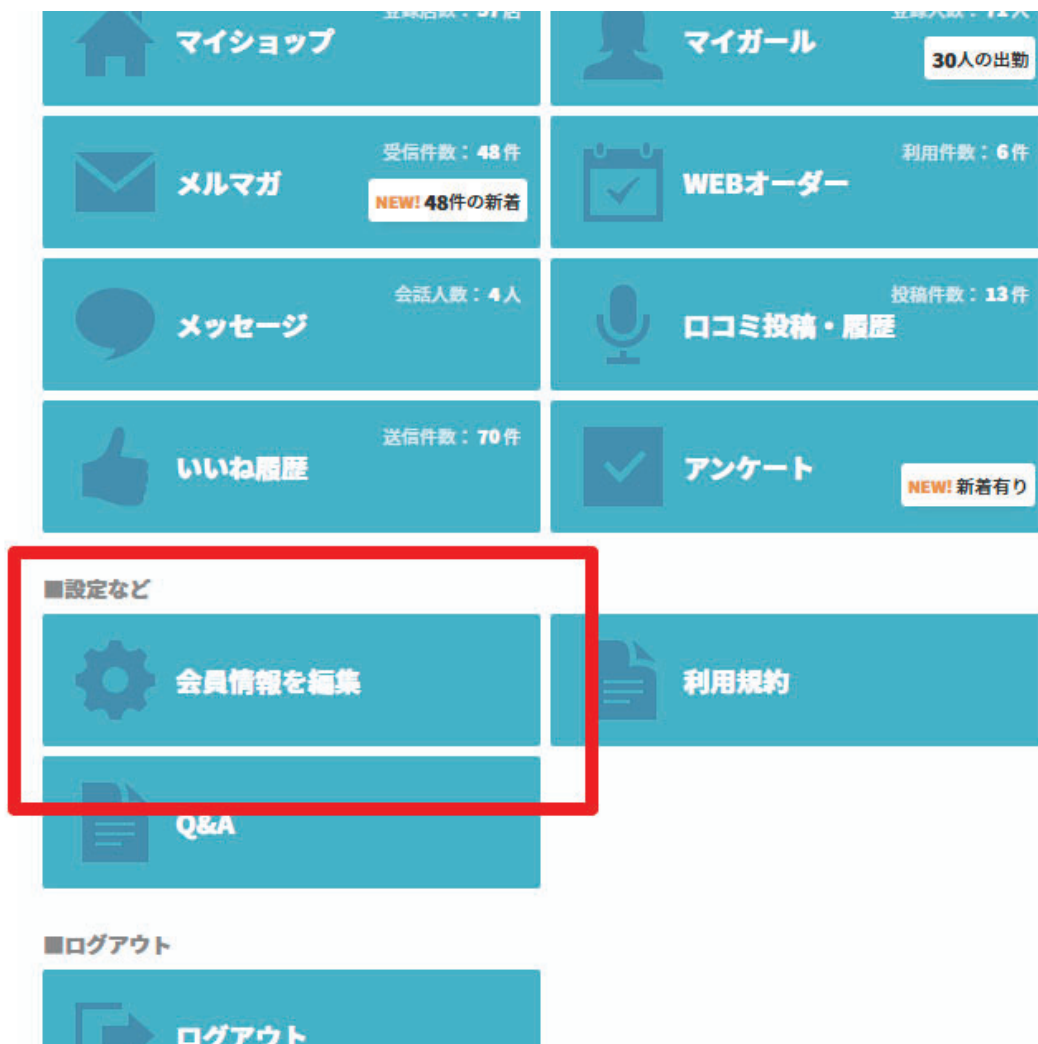 マイショップ
マイガール
30人の出勤
受信件数：48件
メルマガ
NEW! 48件の新着
利用件数：6件
WEBオーダー
会話人数：4人
メッセージ
投稿件数：13件
口コミ投稿・履歴
送信件数：70件
いいね履歴
アンケート
NEW! 新着有り
■設定など
会員情報を編集
利用規約
Q&A
■ログアウト
ログアウト